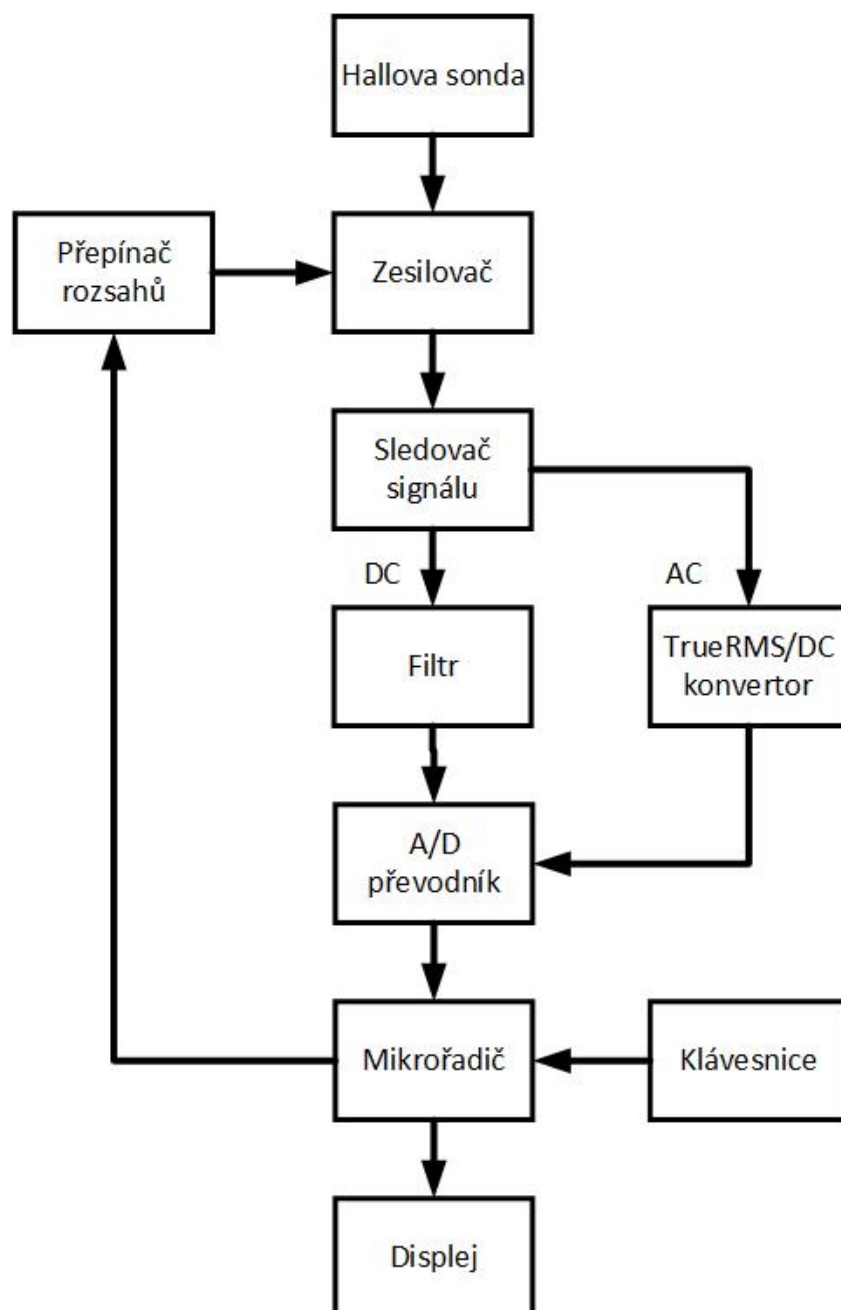 Hallova sonda
Přepínač
rozsahů
Zesilovač
Sledovač
signálu
DC
AC
Filtr
TrueRMS/DC
konvertor
A/D
převodník
Mikrořadič
Klávesnice
Displej